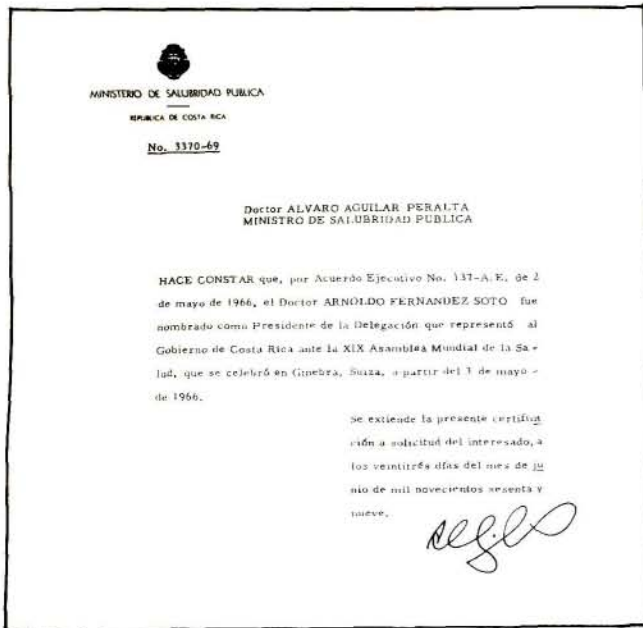 MINISTERIO DE SALUBRIDAD PUBLICA
REPUBLICA DE COSTA RICA
No. 3370-69
Doctor ALVARO AGUILAR PERALTA
MINISTRO DE SALUBRIDAD PUBLICA
HACE CONSTAR que, por Acuerdo Ejecutivo No. 137-A.E. de 2
de mayo de 1966, el Doctor ARNOLDO FERNANDEZ SOTO fue
nombrado como Presidente de la Delegación que representó al
Gobierno de Costa Rica ante la XIX Asamblea Mundial de la Sa-
lud, que se celebró en Ginebra, Suiza, a partir del 3 de mayo -
de 1966.
Se extiende la presente certifica
ción a solicitud del interesado, a
los veintitrés días del mes de ju
nio de mil novecientos sesenta y
nueve.